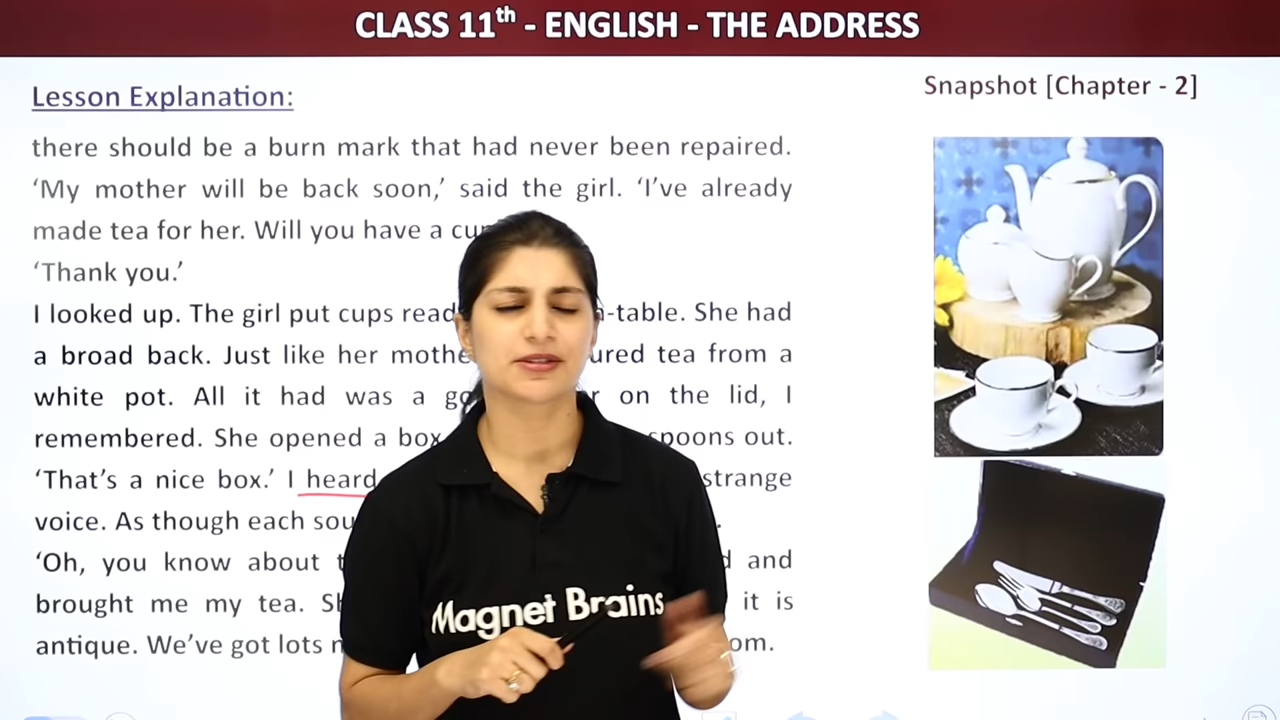 CLASS 11th - ENGLISH - THE ADDRESS
Lesson Explanation:
Snapshot [Chapter - 2]
there should be a burn mark that had never been repaired.
‘My mother will be back soon,’ said the girl. ‘I’ve already
made tea for her. Will you have a cup
‘Thank you.’
I looked up. The girl put cups -table. She had
a broad back. Just like her tea from a
white pot. All it had was a on the lid, I
remembered. She opened a box spoons out.
‘That’s a nice box.’ I heard strange
voice. As though each
‘Oh, you know about and
brought me my tea. it is
antique. We’ve got lots
Magnet Brains